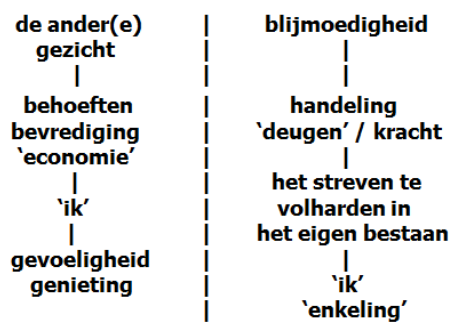 de ander(e)
gezicht
|
behoeften
bevrediging
‘economie’
|
‘ik’
|
gevoeligheid
genieting
blijmoedigheid
|
|
handeling
‘deugen’ / kracht
|
het streven te
volharden in
het eigen bestaan
|
‘ik’
‘enkeling’